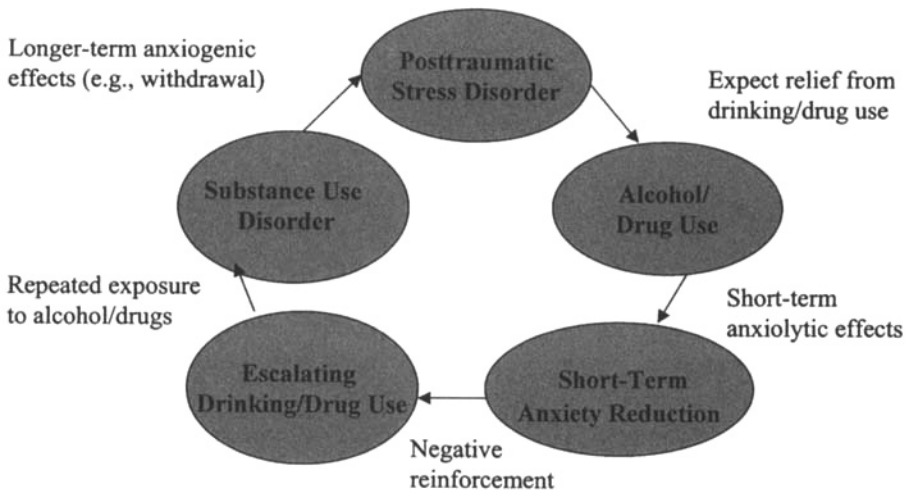 Longer-term anxiogenic
effects (e.g., withdrawal)
Posttraumatic
Stress Disorder
Expect relief from
drinking/drug use
Alcohol/
Drug Use
Short-term
anxiolytic effects
Short-Term
Anxiety Reduction
Negative
reinforcement
Escalating
Drinking/Drug Use
Repeated exposure
to alcohol/drugs
Substance Use
Disorder